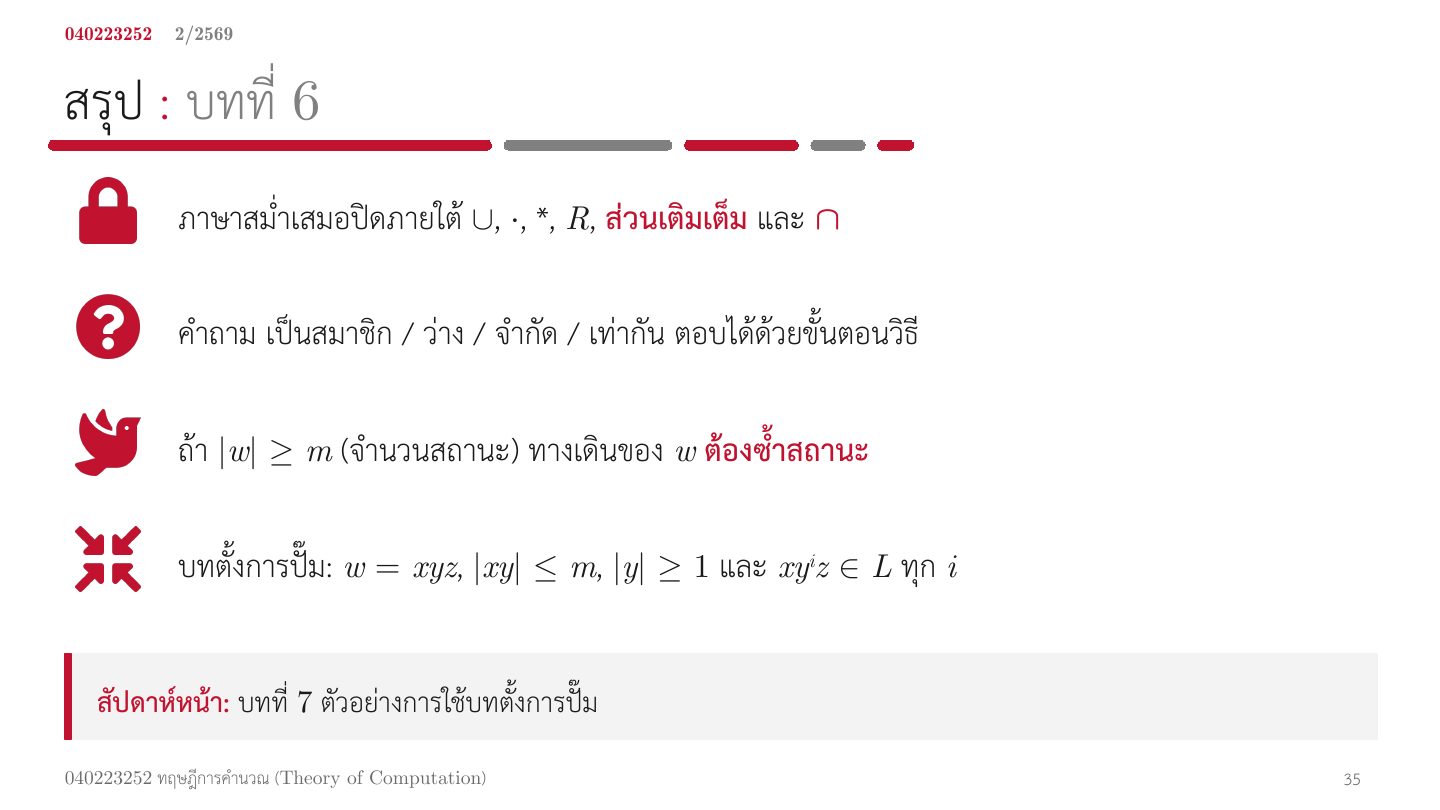 040223252 2/2569
สรุป : บทที่ 6
ภาษาสม่ำเสมอปิดภายใต้ ∪, ·, *, R, ส่วนเติมเต็ม และ ∩
คำถาม เป็นสมาชิก / ว่าง / จำกัด / เท่ากัน ตอบได้ด้วยขั้นตอนวิธี
ถ้า |w| ≥ m (จำนวนสถานะ) ทางเดินของ w ต้องซ้ำสถานะ
บทตั้งการปั๊ม: w = xyz, |xy| ≤ m, |y| ≥ 1 และ xyⁱz ∈ L ทุก i
สัปดาห์หน้า: บทที่ 7 ตัวอย่างการใช้บทตั้งการปั๊ม
040223252 ทฤษฎีการคำนวณ (Theory of Computation) 35